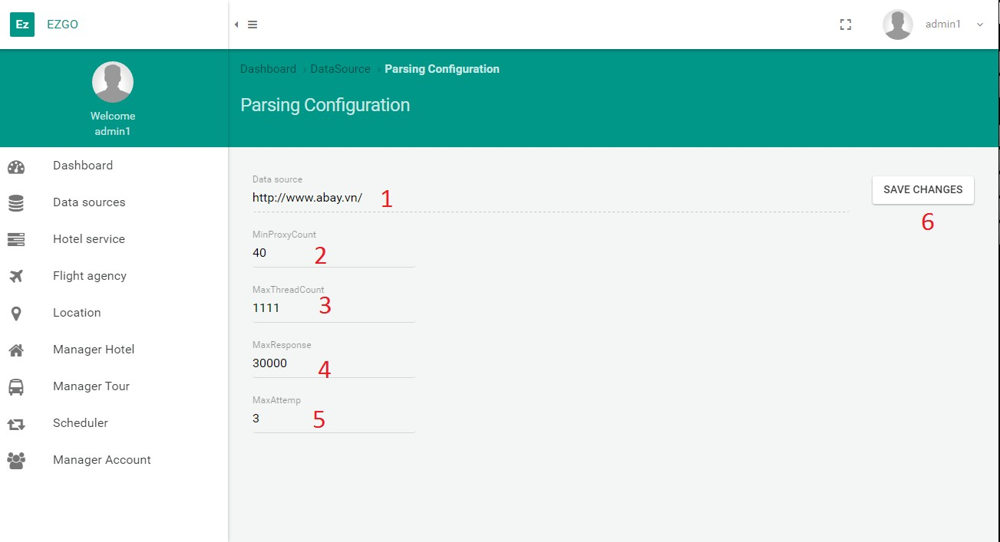 Ez EZGO
admin1
Welcome
admin1
Dashboard
Data sources
Hotel service
Flight agency
Location
Manager Hotel
Manager Tour
Scheduler
Manager Account
Dashboard › DataSource › Parsing Configuration
Parsing Configuration
Data source
http://www.abay.vn/ 1
SAVE CHANGES
6
MinProxyCount
40 2
MaxThreadCount
1111 3
MaxResponse
30000 4
MaxAttemp
3 5